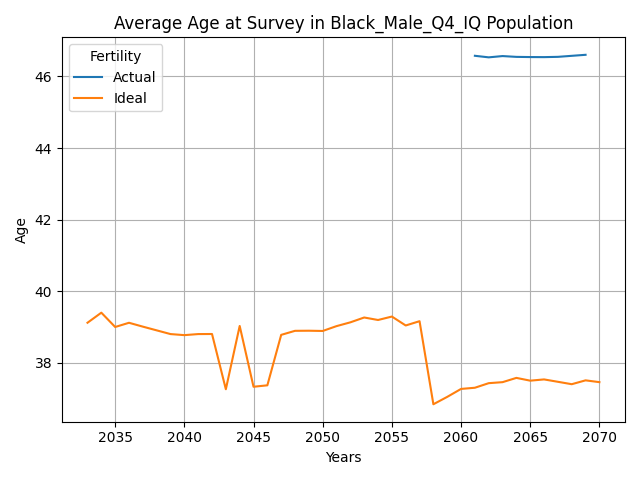 Average Age at Survey in Black_Male_Q4_IQ Population
Fertility
Actual
Ideal
Age
46
44
42
40
38
2035 2040 2045 2050 2055 2060 2065 2070
Years